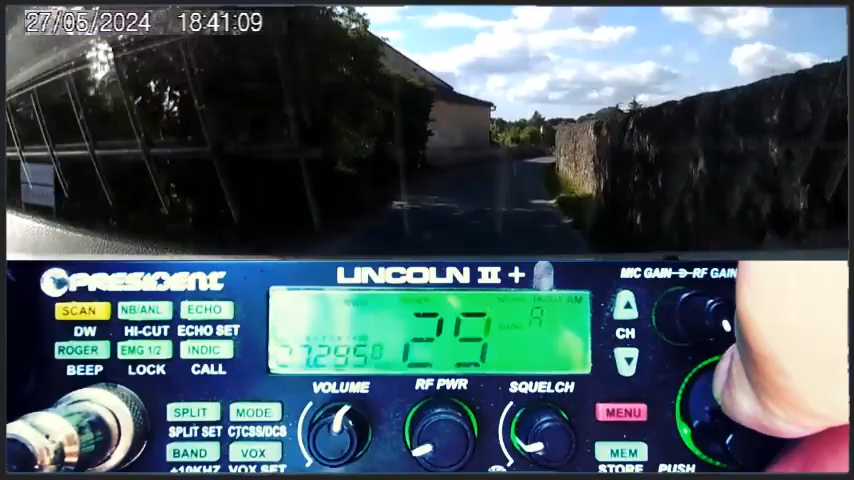 27/05/2024 18:41:09
PRESIDENT
LINCOLN II +
MIC GAIN RF GAIN
SCAN NB/ANL ECHO
DW HI-CUT ECHO SET
ROGER EMG 1/2 INDIC
BEEP LOCK CALL
AM
29
27.2950
CH
VOLUME RF PWR SQUELCH
SPLIT MODE
SPLIT SET CTCSS/DCS
MENU
BAND VOX
MEM
+10KHZ VOX SET
STORE PUSH